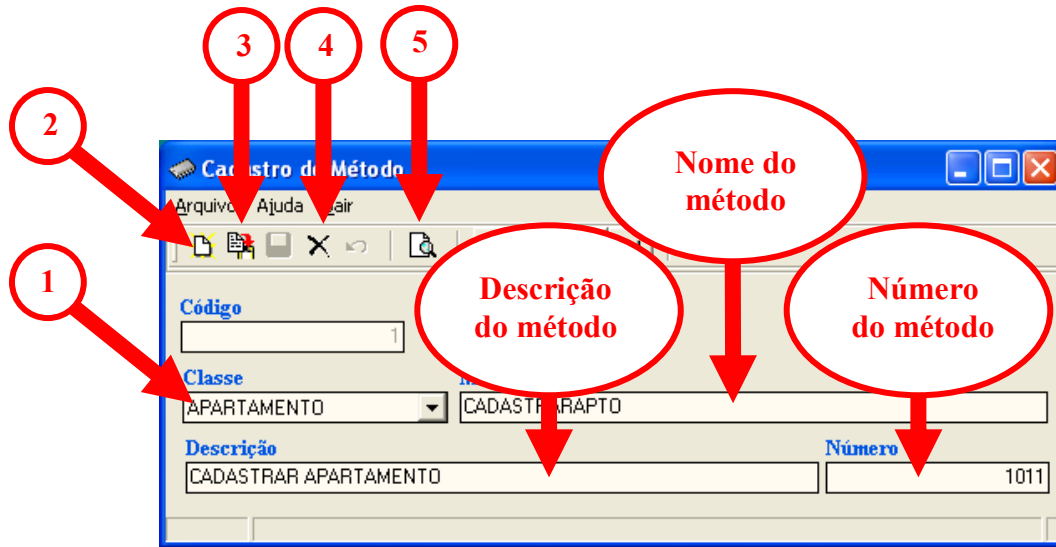 3 4 5
2
Nome do
método
Cadastro de Método
Arquivo Ajuda Sair
1
Descrição
do método
Número
do método
Código
1
Classe
APARTAMENTO
CADASTRARAPTO
Descrição
Número
CADASTRAR APARTAMENTO
1011